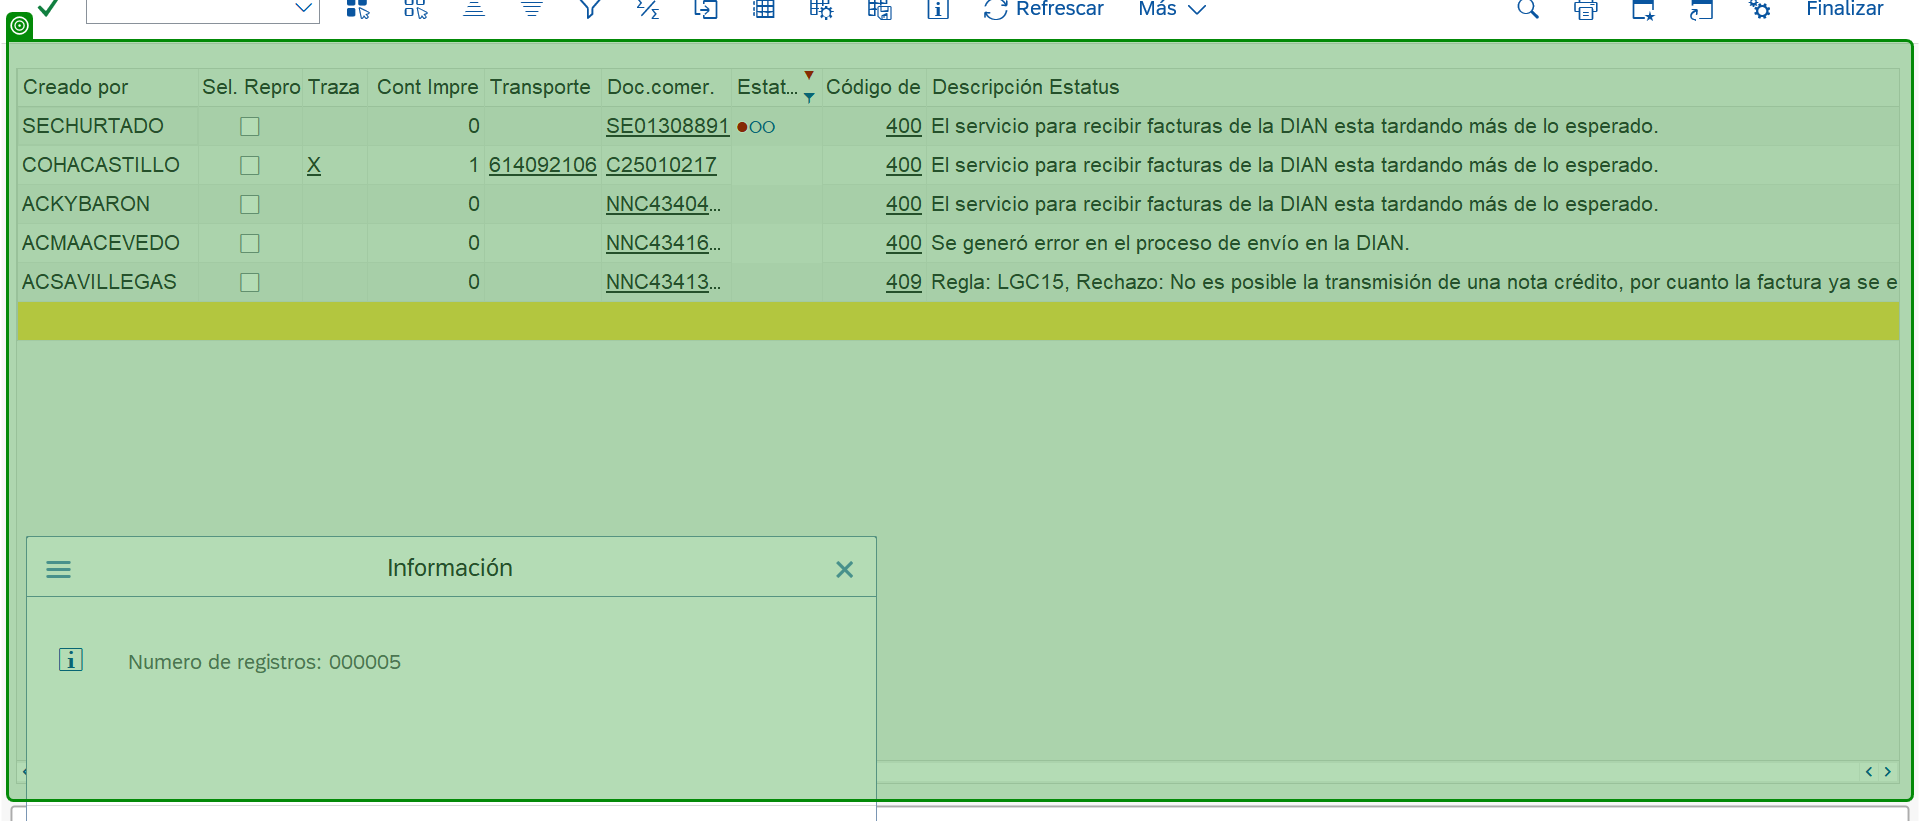 Refrescar Más Finalizar
Creado por Sel. Repro Traza Cont Impre Transporte Doc.comer. Estat... Código de Descripción Estatus
SECHURTADO 0 SE01308891 400 El servicio para recibir facturas de la DIAN esta tardando más de lo esperado.
COHACASTILLO X 1 614092106 C25010217 400 El servicio para recibir facturas de la DIAN esta tardando más de lo esperado.
ACKYBARON 0 NNC43404... 400 El servicio para recibir facturas de la DIAN esta tardando más de lo esperado.
ACMAACEVEDO 0 NNC43416... 400 Se generó error en el proceso de envío en la DIAN.
ACSAVILLEGAS 0 NNC43413... 409 Regla: LGC15, Rechazo: No es posible la transmisión de una nota crédito, por cuanto la factura ya se e
Información
Numero de registros: 000005